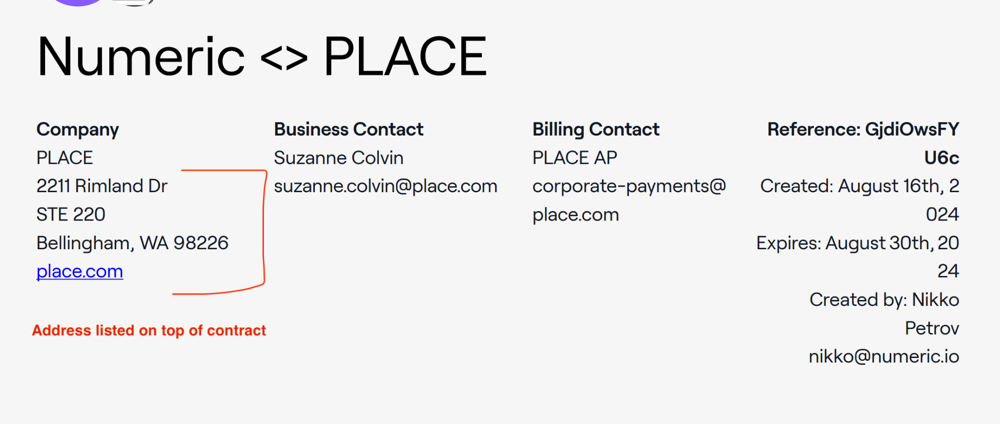 Numeric <> PLACE
Company
PLACE
2211 Rimland Dr
STE 220
Bellingham, WA 98226
place.com
Address listed on top of contract
Business Contact
Suzanne Colvin
suzanne.colvin@place.com
Billing Contact
PLACE AP
corporate-payments@
place.com
Reference: GjdiOwsFY
U6c
Created: August 16th, 2
024
Expires: August 30th, 20
24
Created by: Nikko
Petrov
nikko@numeric.io